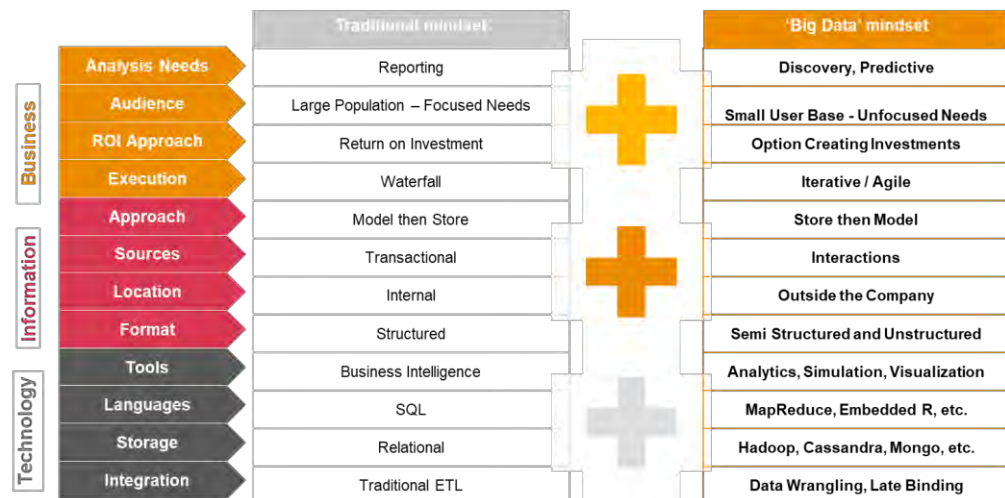 Traditional mindset
'Big Data' mindset
Business
Analysis Needs
Reporting
Discovery, Predictive
Audience
Large Population – Focused Needs
Small User Base - Unfocused Needs
ROI Approach
Return on Investment
Option Creating Investments
Execution
Waterfall
Iterative / Agile
Information
Approach
Model then Store
Store then Model
Sources
Transactional
Interactions
Location
Internal
Outside the Company
Format
Structured
Semi Structured and Unstructured
Technology
Tools
Business Intelligence
Analytics, Simulation, Visualization
Languages
SQL
MapReduce, Embedded R, etc.
Storage
Relational
Hadoop, Cassandra, Mongo, etc.
Integration
Traditional ETL
Data Wrangling, Late Binding